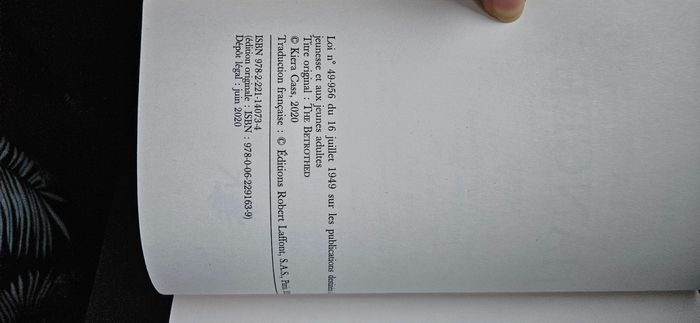 Loi n° 49-956 du 16 juillet 1949 sur les publications
jeunesse et aux jeunes adultes
Titre original : THE BETROTHED
© Kiera Cass, 2020
Traduction française : © Éditions Robert Laffont, S.A.S.,
ISBN 978-2-221-14073-4
(édition originale : ISBN : 978-0-06-229163-9)
Dépôt légal : juin 2020